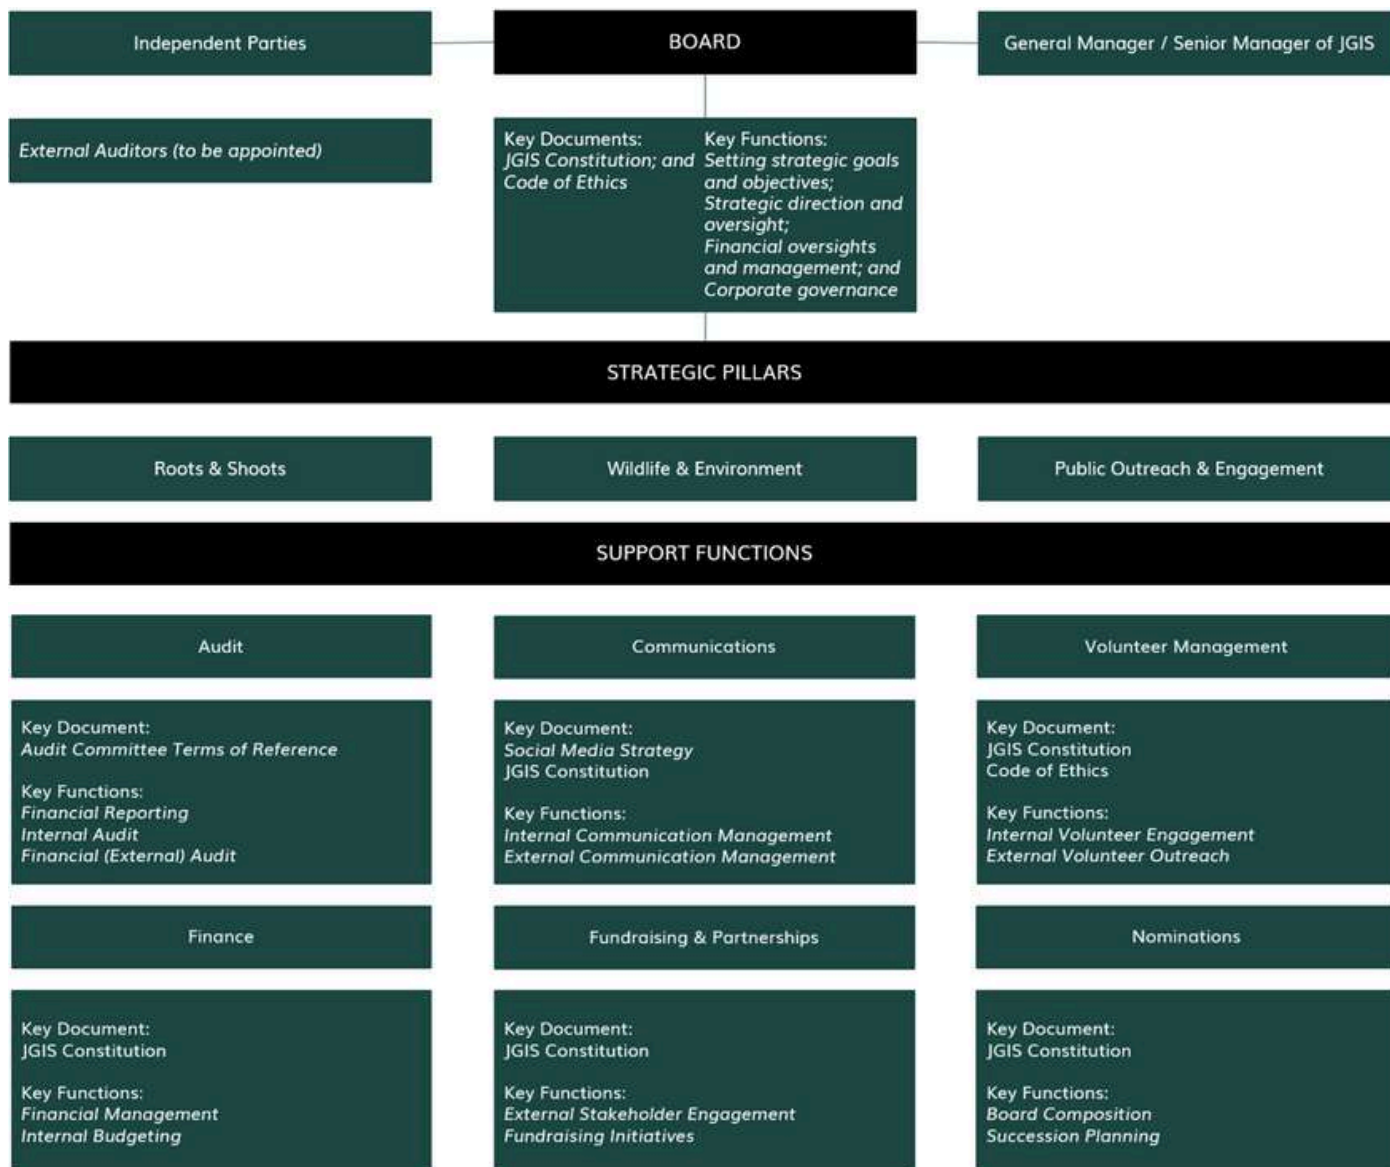 Independent Parties
BOARD
General Manager / Senior Manager of JGIS
External Auditors (to be appointed)
Key Documents:
JGIS Constitution; and
Code of Ethics
Key Functions:
Setting strategic goals
and objectives;
Strategic direction and
oversight;
Financial oversights
and management; and
Corporate governance
STRATEGIC PILLARS
Roots & Shoots
Wildlife & Environment
Public Outreach & Engagement
SUPPORT FUNCTIONS
Audit
Communications
Volunteer Management
Key Document:
Audit Committee Terms of Reference
Key Functions:
Financial Reporting
Internal Audit
Financial (External) Audit
Key Document:
Social Media Strategy
JGIS Constitution
Key Functions:
Internal Communication Management
External Communication Management
Key Document:
JGIS Constitution
Code of Ethics
Key Functions:
Internal Volunteer Engagement
External Volunteer Outreach
Finance
Fundraising & Partnerships
Nominations
Key Document:
JGIS Constitution
Key Functions:
Financial Management
Internal Budgeting
Key Document:
JGIS Constitution
Key Functions:
External Stakeholder Engagement
Fundraising Initiatives
Key Document:
JGIS Constitution
Key Functions:
Board Composition
Succession Planning